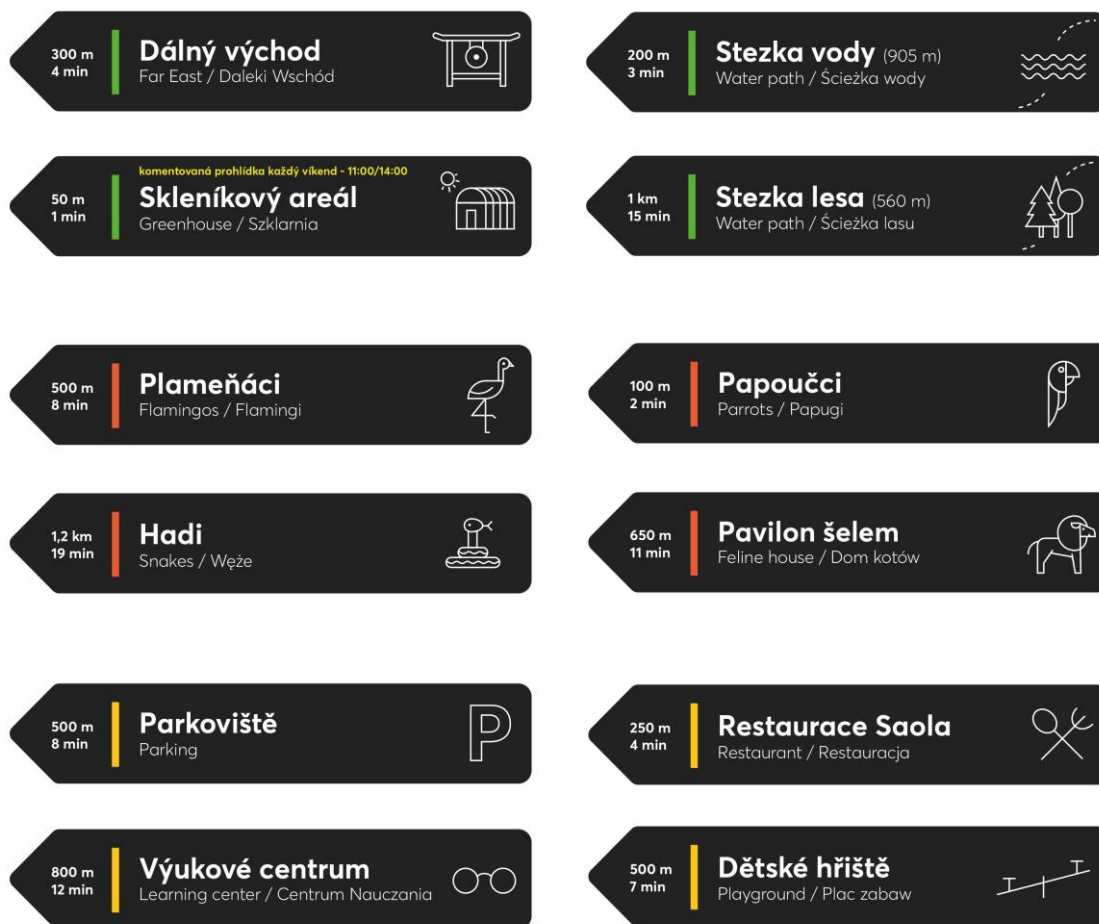 300 m
4 min
Dálný východ
Far East / Daleki Wschód
200 m
3 min
Stezka vody (905 m)
Water path / Ścieżka wody
50 m
1 min
komentovaná prohlídka každý víkend - 11:00/14:00
Skleníkový areál
Greenhouse / Szklarnia
1 km
15 min
Stezka lesa (560 m)
Water path / Ścieżka lasu
500 m
8 min
Plameňáci
Flamingos / Flamingi
100 m
2 min
Papoučci
Parrots / Papugi
1,2 km
19 min
Hadi
Snakes / Węże
650 m
11 min
Pavilon šelem
Feline house / Dom kotów
500 m
8 min
Parkoviště
Parking
P
250 m
4 min
Restaurace Saola
Restaurant / Restauracja
800 m
12 min
Výukové centrum
Learning center / Centrum Nauczania
500 m
7 min
Dětské hřiště
Playground / Plac zabaw